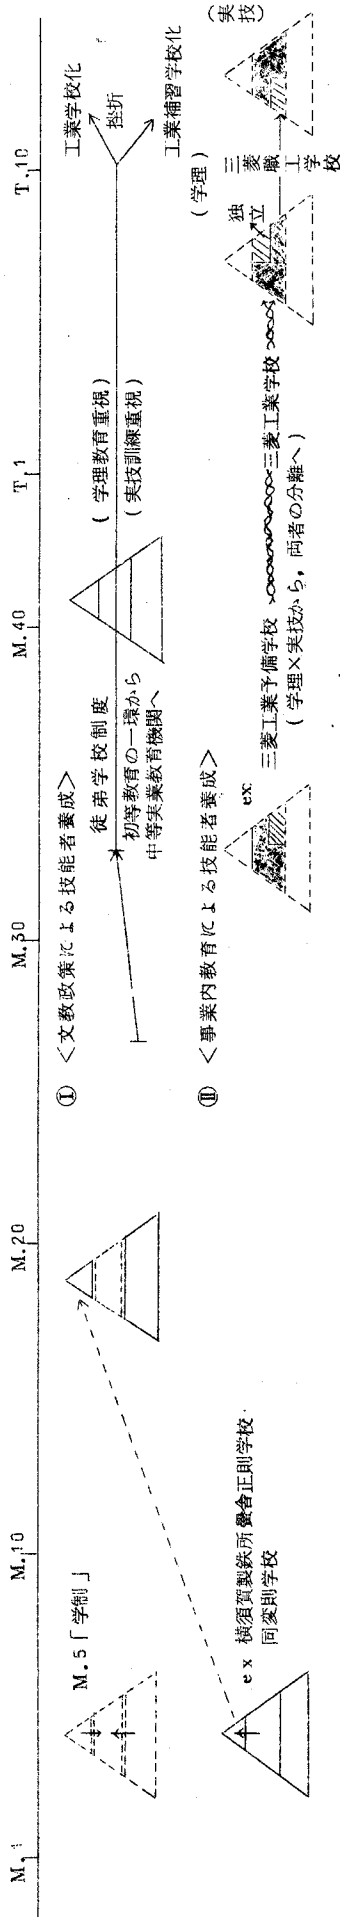 M.1
M.10
M.20
M.30
M.40
T.1
T.10
M.5「学制」
Ⓘ <文教政策による技能者養成>
徒弟学校制度
初等教育の一環から
中等実業教育機関へ
(学理教育重視)
(実技訓練重視)
工業学校化
挫折
工業補習学校化
ex 横須賀製鉄所黌舎正則学校
同変則学校
Ⅱ <事業内教育による技能者養成>
ex
三菱工業予備学校
三菱工業学校
(学理×実技から,両者の分離へ)
(学理)
独立
三菱職工学校
(実技)